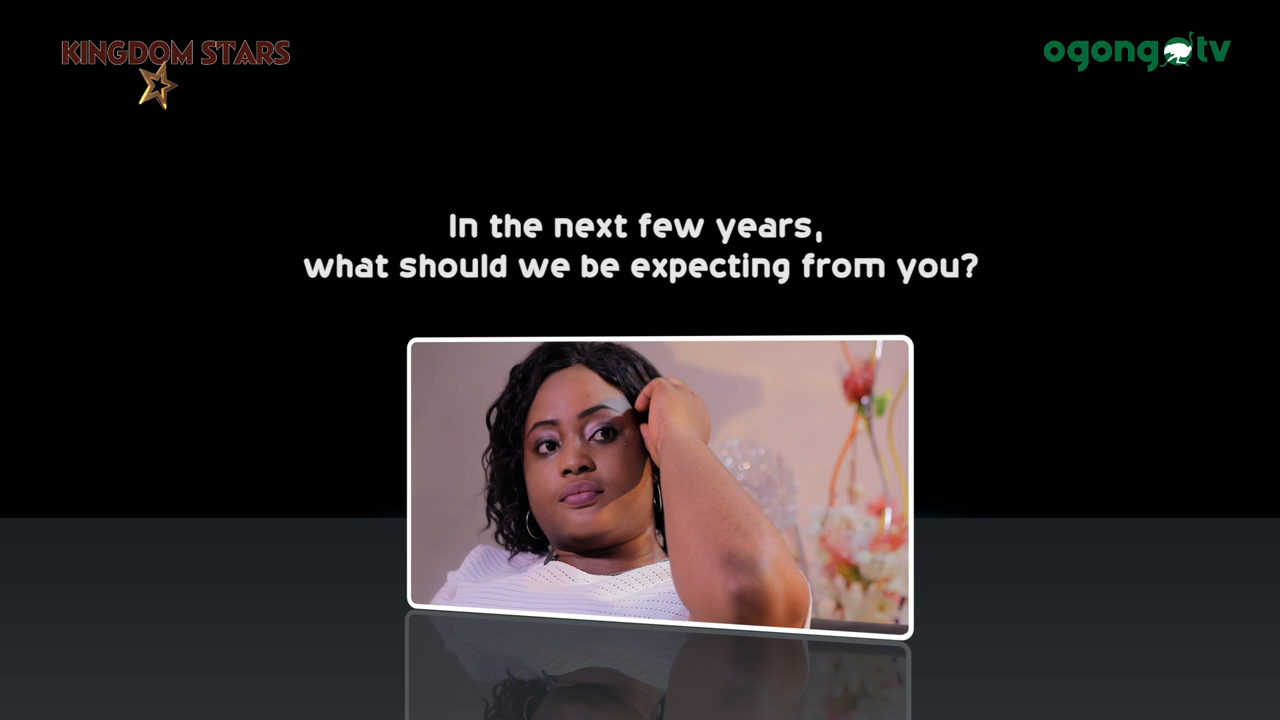 KINGDOM STARS
ogongotv
In the next few years,
what should we be expecting from you?